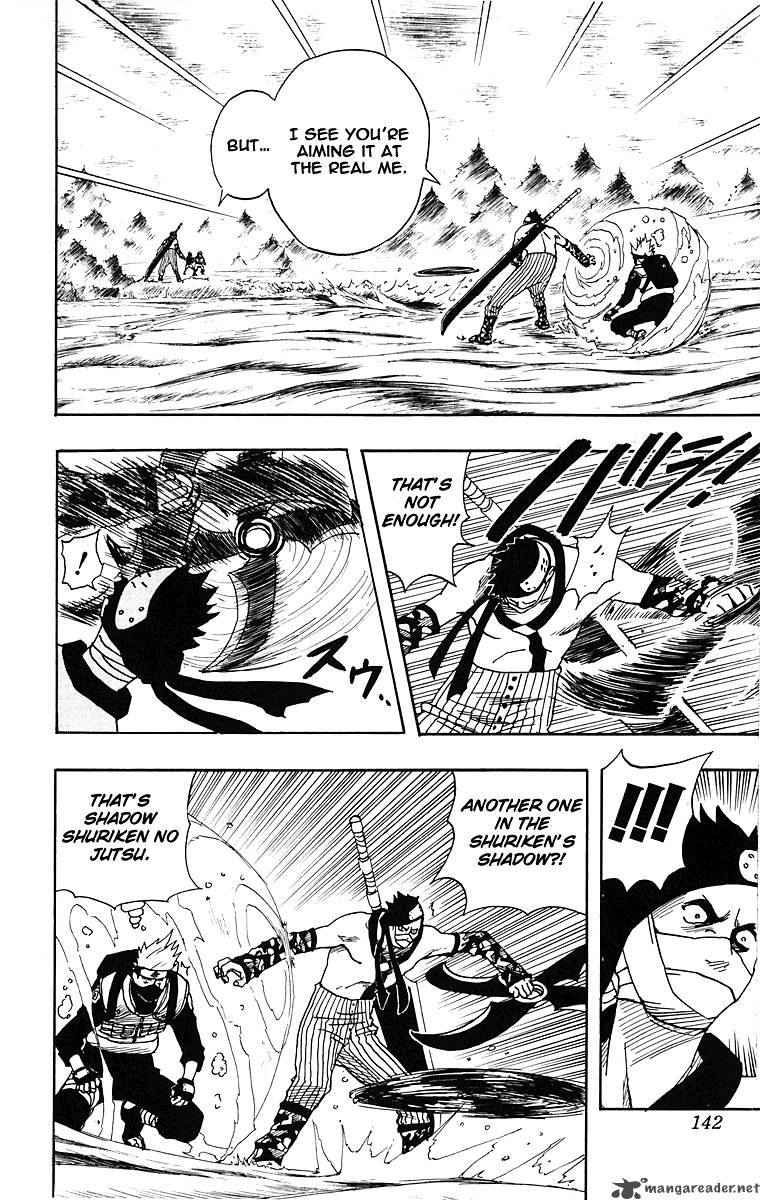 BUT...
I SEE YOU'RE
AIMING IT AT
THE REAL ME.
THAT'S
NOT
ENOUGH!
!
スウ..
!!!
ANOTHER ONE
IN THE
SHURIKEN'S
SHADOW?!
THAT'S
SHADOW
SHURIKEN NO
JUTSU.
142
mangareader.net